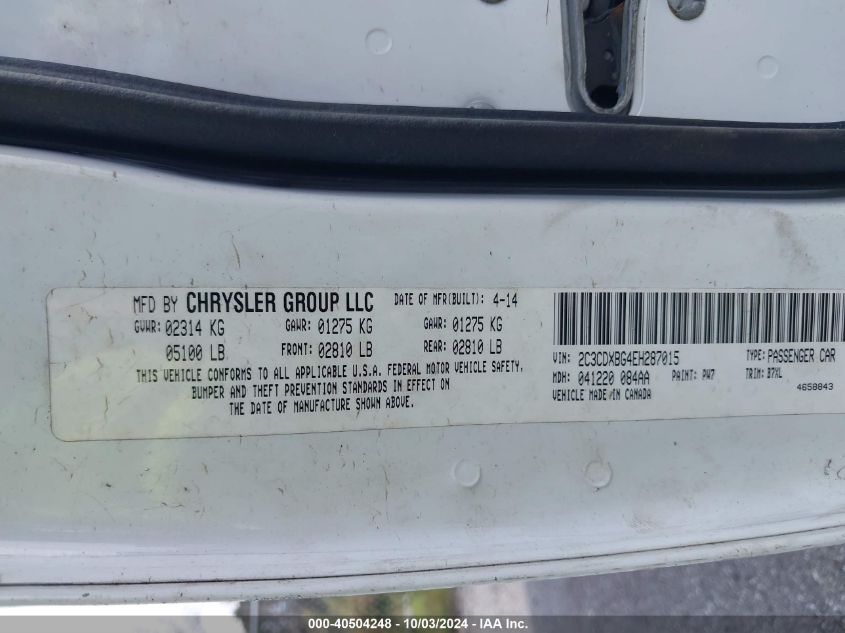 MFD BY CHRYSLER GROUP LLC DATE OF MFR(BUILT): 4-14
GVWR: 02314 KG GAWR: 01275 KG GAWR: 01275 KG
05100 LB FRONT: 02810 LB REAR: 02810 LB
THIS VEHICLE CONFORMS TO ALL APPLICABLE U.S.A. FEDERAL MOTOR VEHICLE SAFETY,
BUMPER AND THEFT PREVENTION STANDARDS IN EFFECT ON
THE DATE OF MANUFACTURE SHOWN ABOVE.
VIN: 2C3CDXBG4EH287015 TYPE: PASSENGER CAR
MDH: 041220 084AA PAINT: PW7 TRIM: B7XL
VEHICLE MADE IN CANADA 4658843
000-40504248 - 10/03/2024 - IAA Inc.